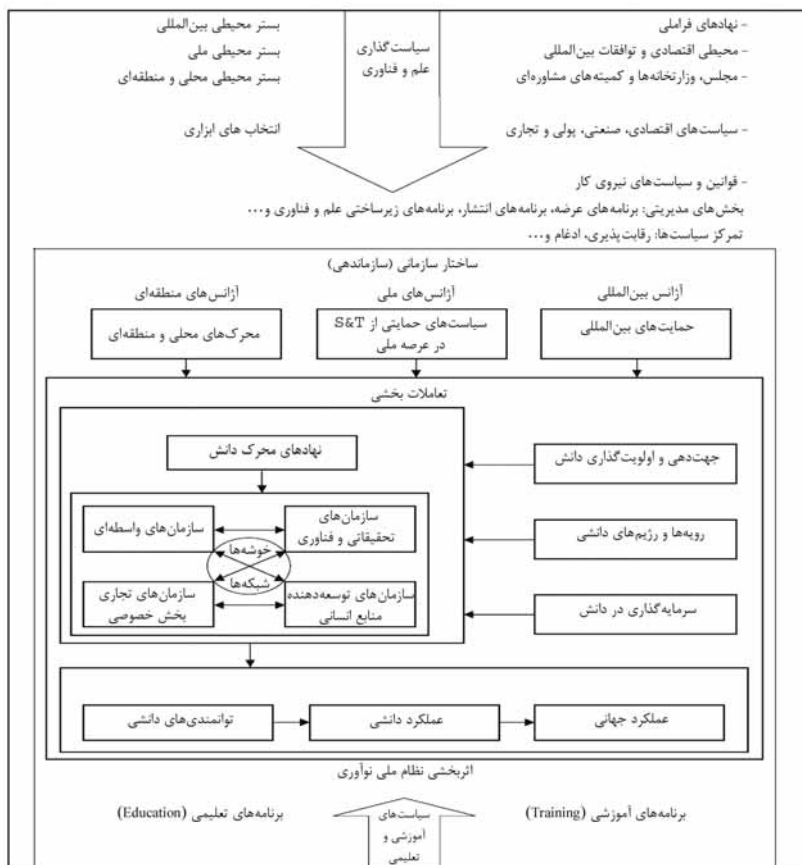 - نهادهای فراملی
- محیطی اقتصادی و توافقات بین‌المللی
- مجلس، وزارتخانه‌ها و کمیته‌های مشاوره‌ای
- سیاست‌های اقتصادی، صنعتی، پولی و تجاری
- قوانین و سیاست‌های نیروی کار
سیاست‌گذاری
علم و فناوری
بستر محیطی بین‌المللی
بستر محیطی ملی
بستر محیطی محلی و منطقه‌ای
انتخاب های ابزاری
بخش‌های مدیریتی: برنامه‌های عرضه، برنامه‌های انتشار، برنامه‌های زیرساختی علم و فناوری و...
تمرکز سیاست‌ها: رقابت‌پذیری، ادغام و...
ساختار سازمانی (سازماندهی)
آژانس بین‌المللی
آژانس‌های ملی
آژانس‌های منطقه‌ای
حمایت‌های بین‌المللی
سیاست‌های حمایتی از S&T
در عرصه ملی
محرک‌های محلی و منطقه‌ای
تعاملات بخشی
جهت‌دهی و اولویت‌گذاری دانش
رویه‌ها و رژیم‌های دانشی
سرمایه‌گذاری در دانش
نهادهای محرک دانش
سازمان‌های
تحقیقاتی و فناوری
سازمان‌های واسطه‌ای
خوشه‌ها
شبکه‌ها
سازمان‌های توسعه‌دهنده
منابع انسانی
سازمان‌های تجاری
بخش خصوصی
توانمندی‌های دانشی
عملکرد دانشی
عملکرد جهانی
اثربخشی نظام ملی نوآوری
برنامه‌های آموزشی (Training)
سیاست‌های
آموزشی و
تعلیمی
برنامه‌های تعلیمی (Education)